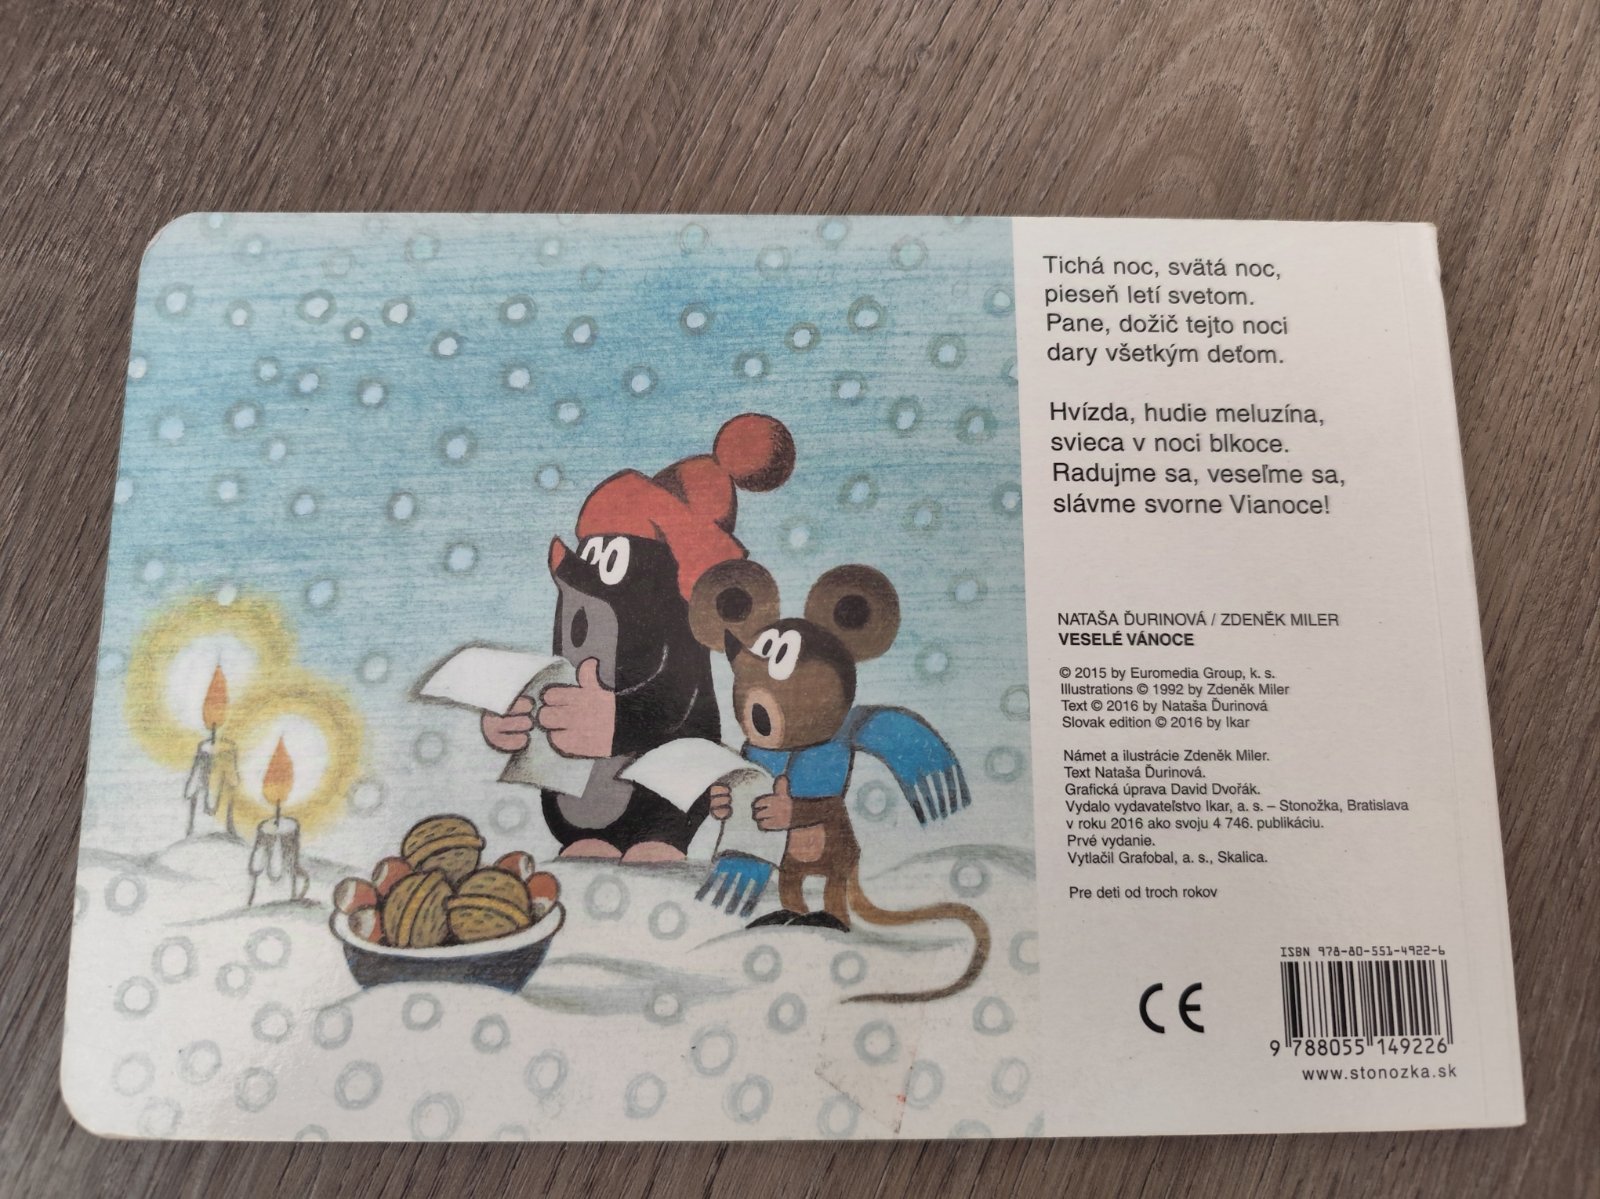 Tichá noc, svätá noc,
pieseň letí svetom.
Pane, dožič tejto noci
dary všetkým deťom.
Hvízda, hudie meluzína,
svieca v noci blkoce.
Radujme sa, veseľme sa,
slávme svorne Vianoce!
NATAŠA ĎURINOVÁ / ZDENĚK MILER
VESELÉ VÁNOCE
© 2015 by Euromedia Group, k. s.
Illustrations © 1992 by Zdeněk Miler
Text © 2016 by Nataša Ďurinová
Slovak edition © 2016 by Ikar
Námet a ilustrácie Zdeněk Miler.
Text Nataša Ďurinová.
Grafická úprava David Dvořák.
Vydalo vydavateľstvo Ikar, a. s. – Stonožka, Bratislava
v roku 2016 ako svoju 4 746. publikáciu.
Prvé vydanie.
Vytlačil Grafobal, a. s., Skalica.
Pre deti od troch rokov
ISBN 978-80-551-4922-6
CE
9 788055 149226
www.stonozka.sk